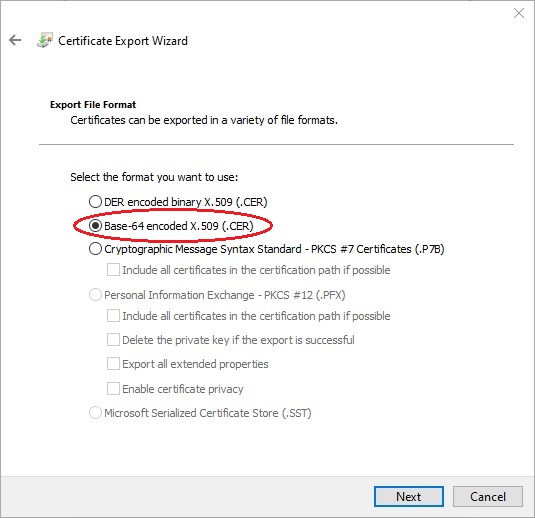 Certificate Export Wizard
Export File Format
Certificates can be exported in a variety of file formats.
Select the format you want to use:
DER encoded binary X.509 (.CER)
Base-64 encoded X.509 (.CER)
Cryptographic Message Syntax Standard - PKCS #7 Certificates (.P7B)
Include all certificates in the certification path if possible
Personal Information Exchange - PKCS #12 (.PFX)
Include all certificates in the certification path if possible
Delete the private key if the export is successful
Export all extended properties
Enable certificate privacy
Microsoft Serialized Certificate Store (.SST)
Next Cancel